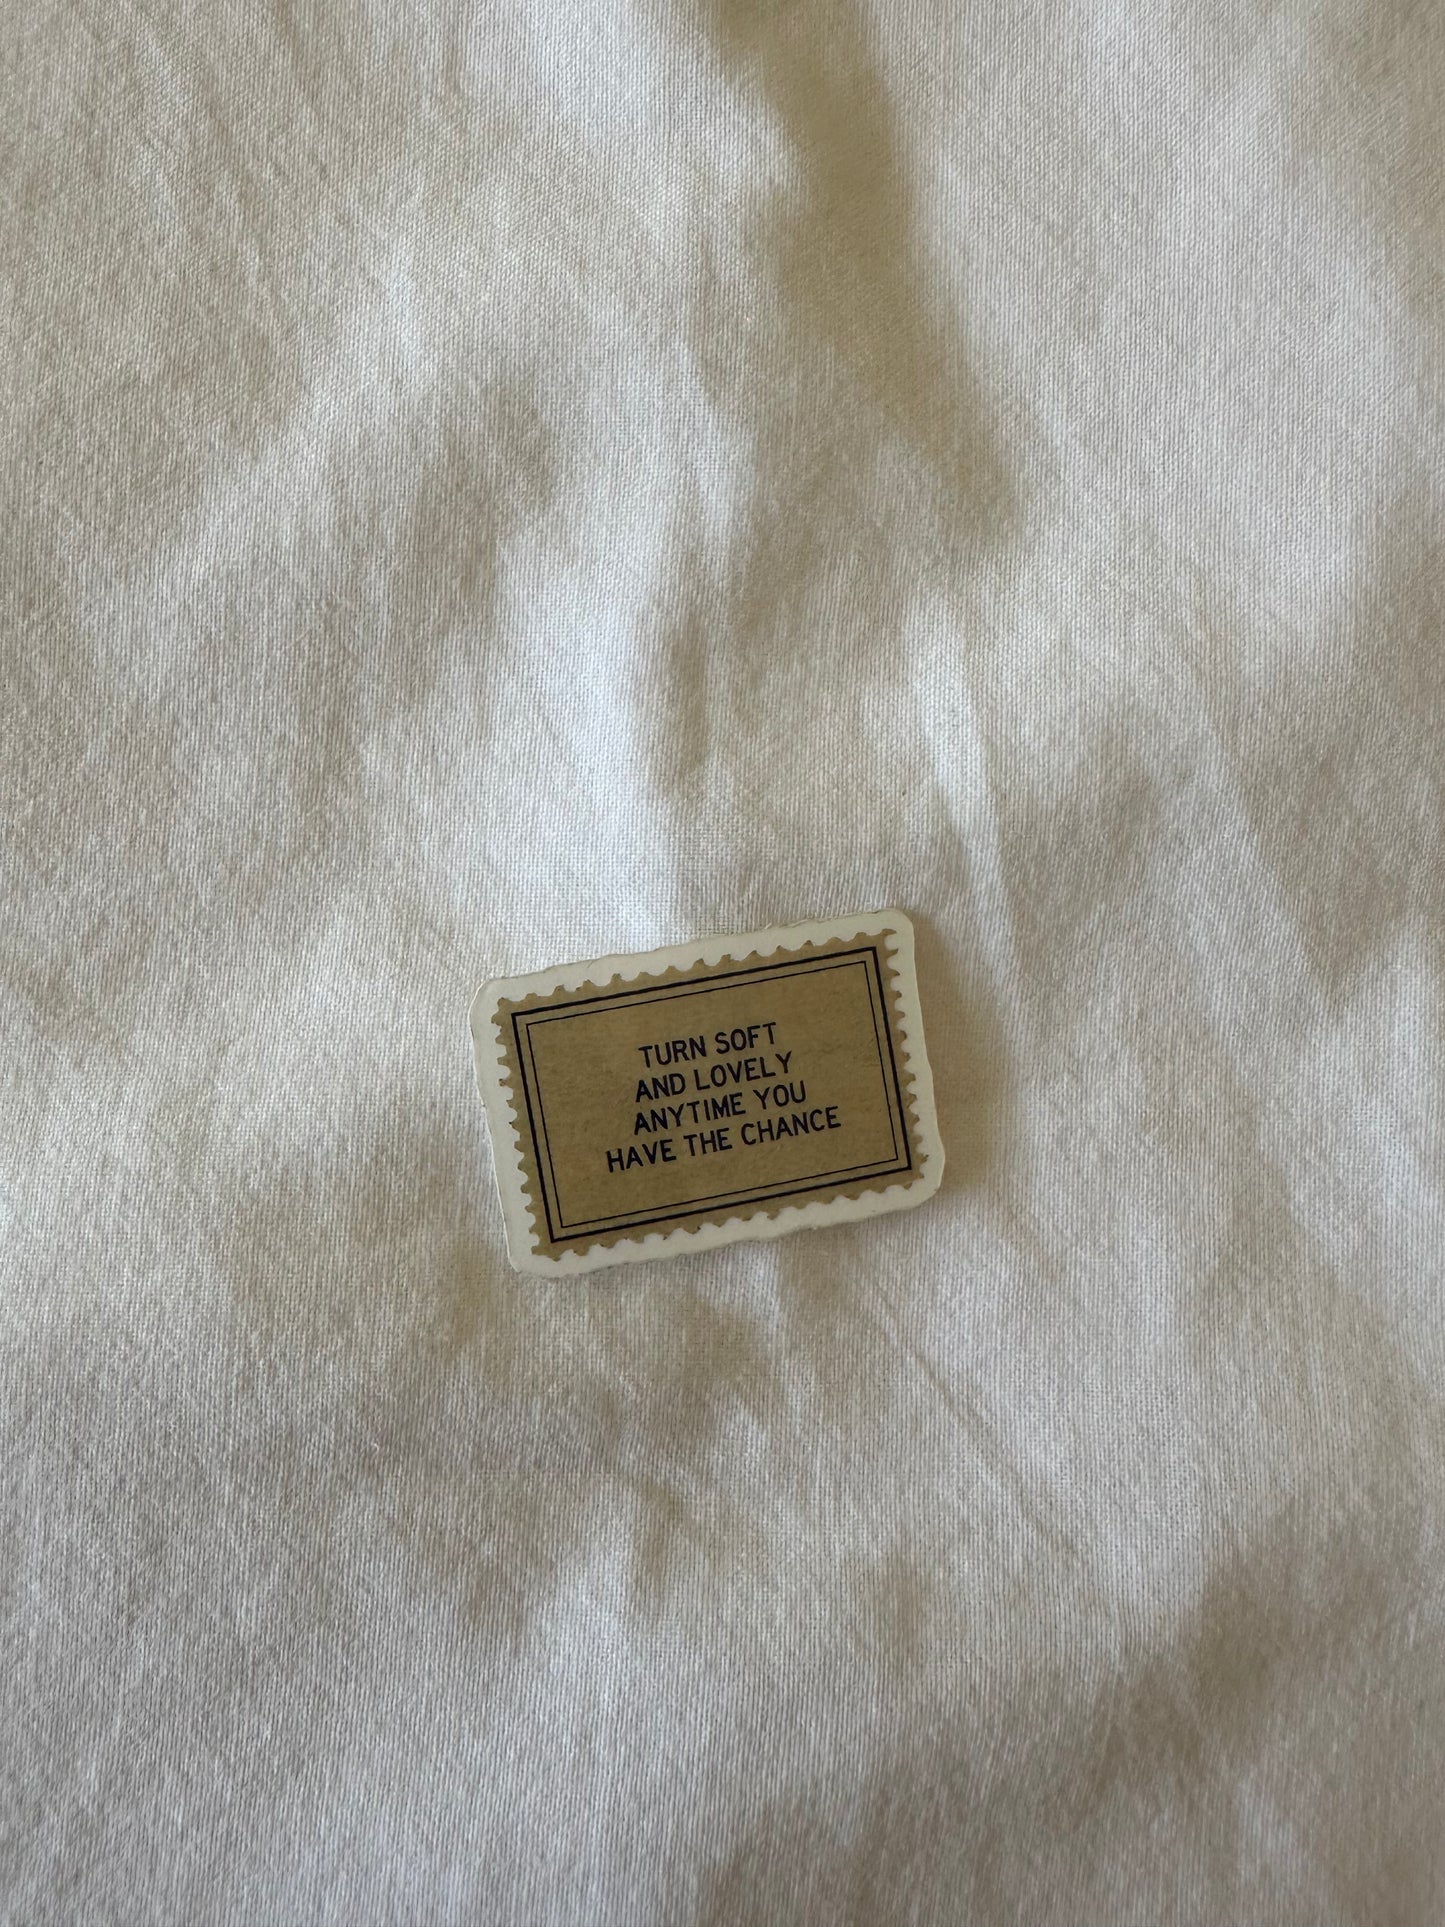 TURN SOFT
AND LOVELY
ANYTIME YOU
HAVE THE CHANCE